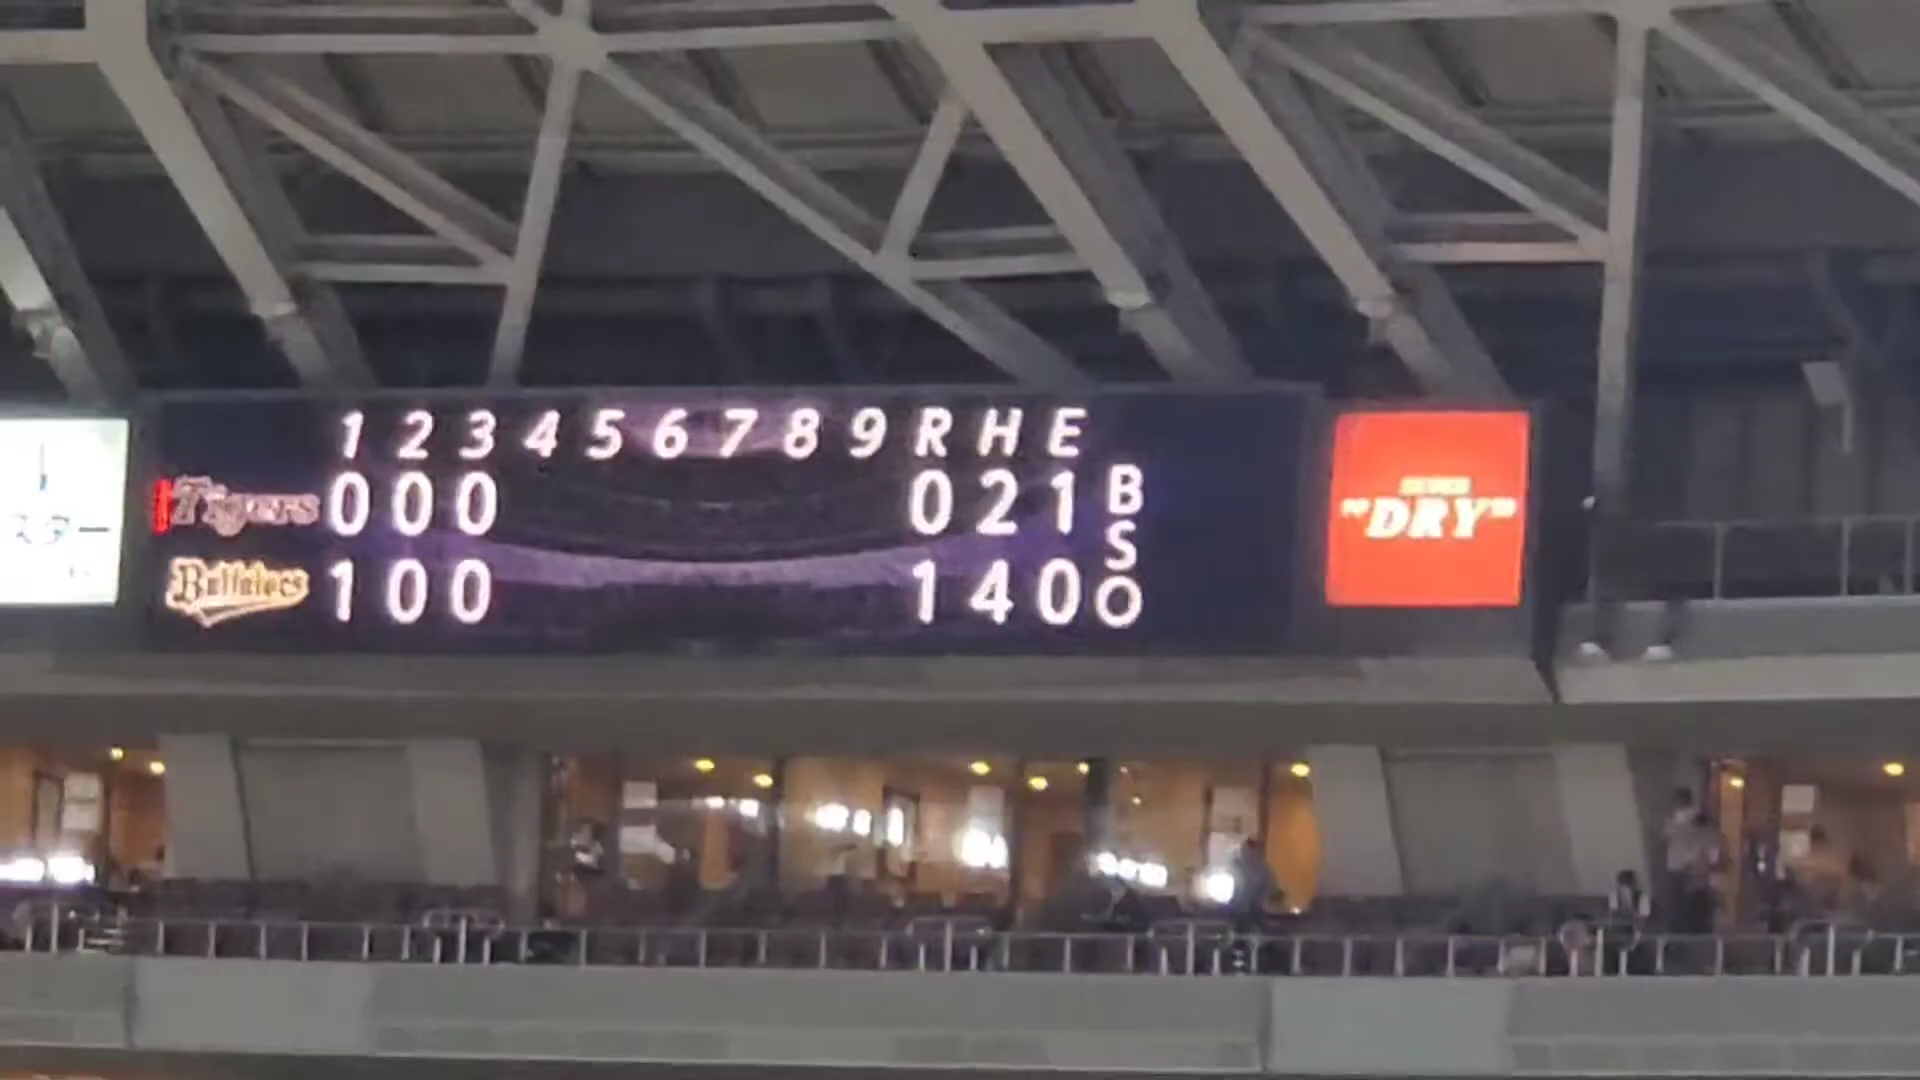 1 2 3 4 5 6 7 8 9 R H E
Tigers 0 0 0 0 2 1 B
S
Buffaloes 1 0 0 1 4 0 O
"DRY"